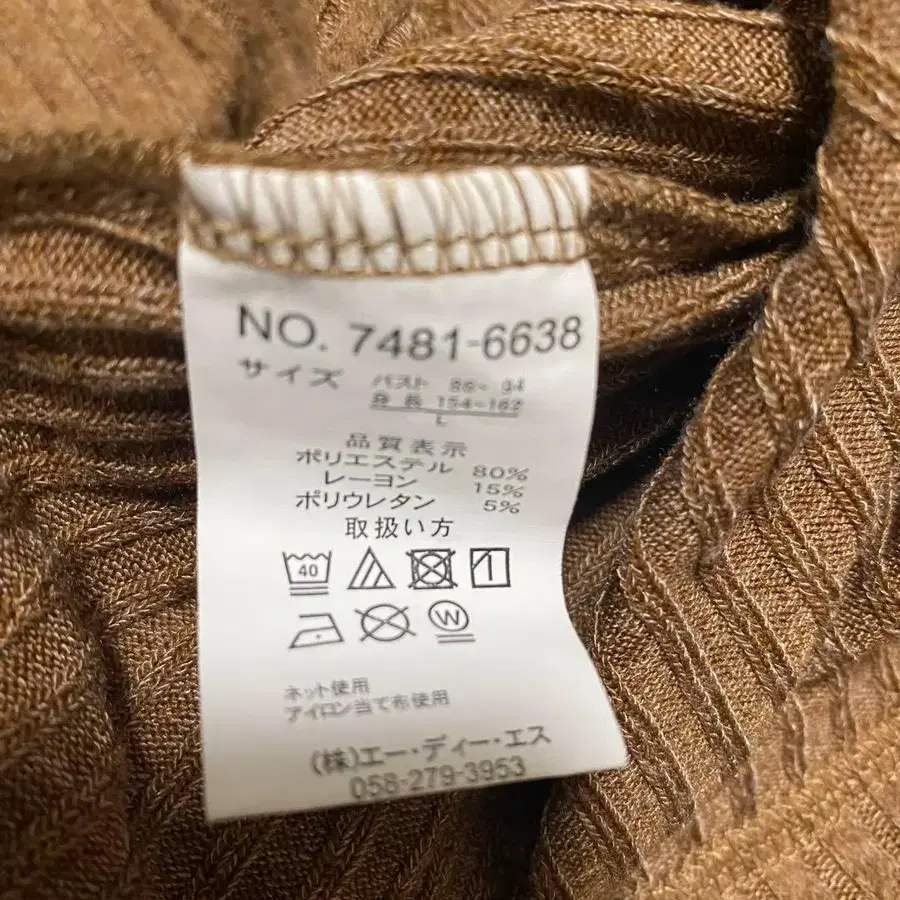 NO. 7481-6638
サイズ バスト 86~94
身長 154~162
L
品質表示
ポリエステル 80%
レーヨン 15%
ポリウレタン 5%
取扱い方
40
W
ネット使用
アイロン当て布使用
(株)エー・ディー・エス
058-279-3953